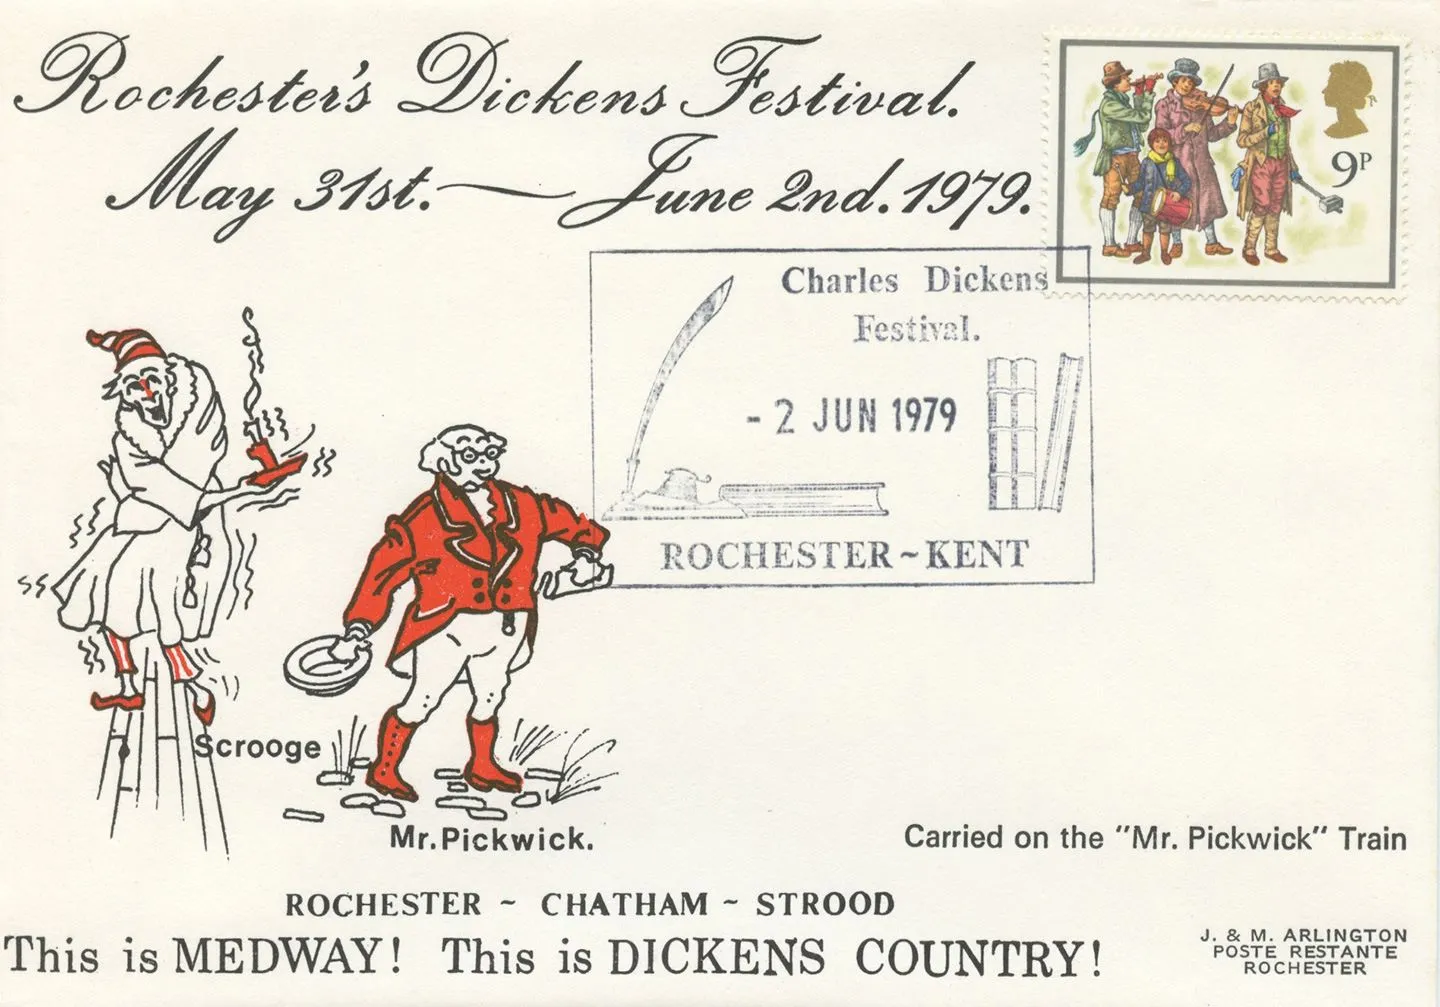 Rochester's Dickens Festival.
May 31st. ~ June 2nd. 1979.
9P
Charles Dickens
Festival.
- 2 JUN 1979
ROCHESTER ~ KENT
Scrooge
Mr. Pickwick.
Carried on the "Mr. Pickwick" Train
ROCHESTER ~ CHATHAM ~ STROOD
This is MEDWAY! This is DICKENS COUNTRY!
J. & M. ARLINGTON
POSTE RESTANTE
ROCHESTER